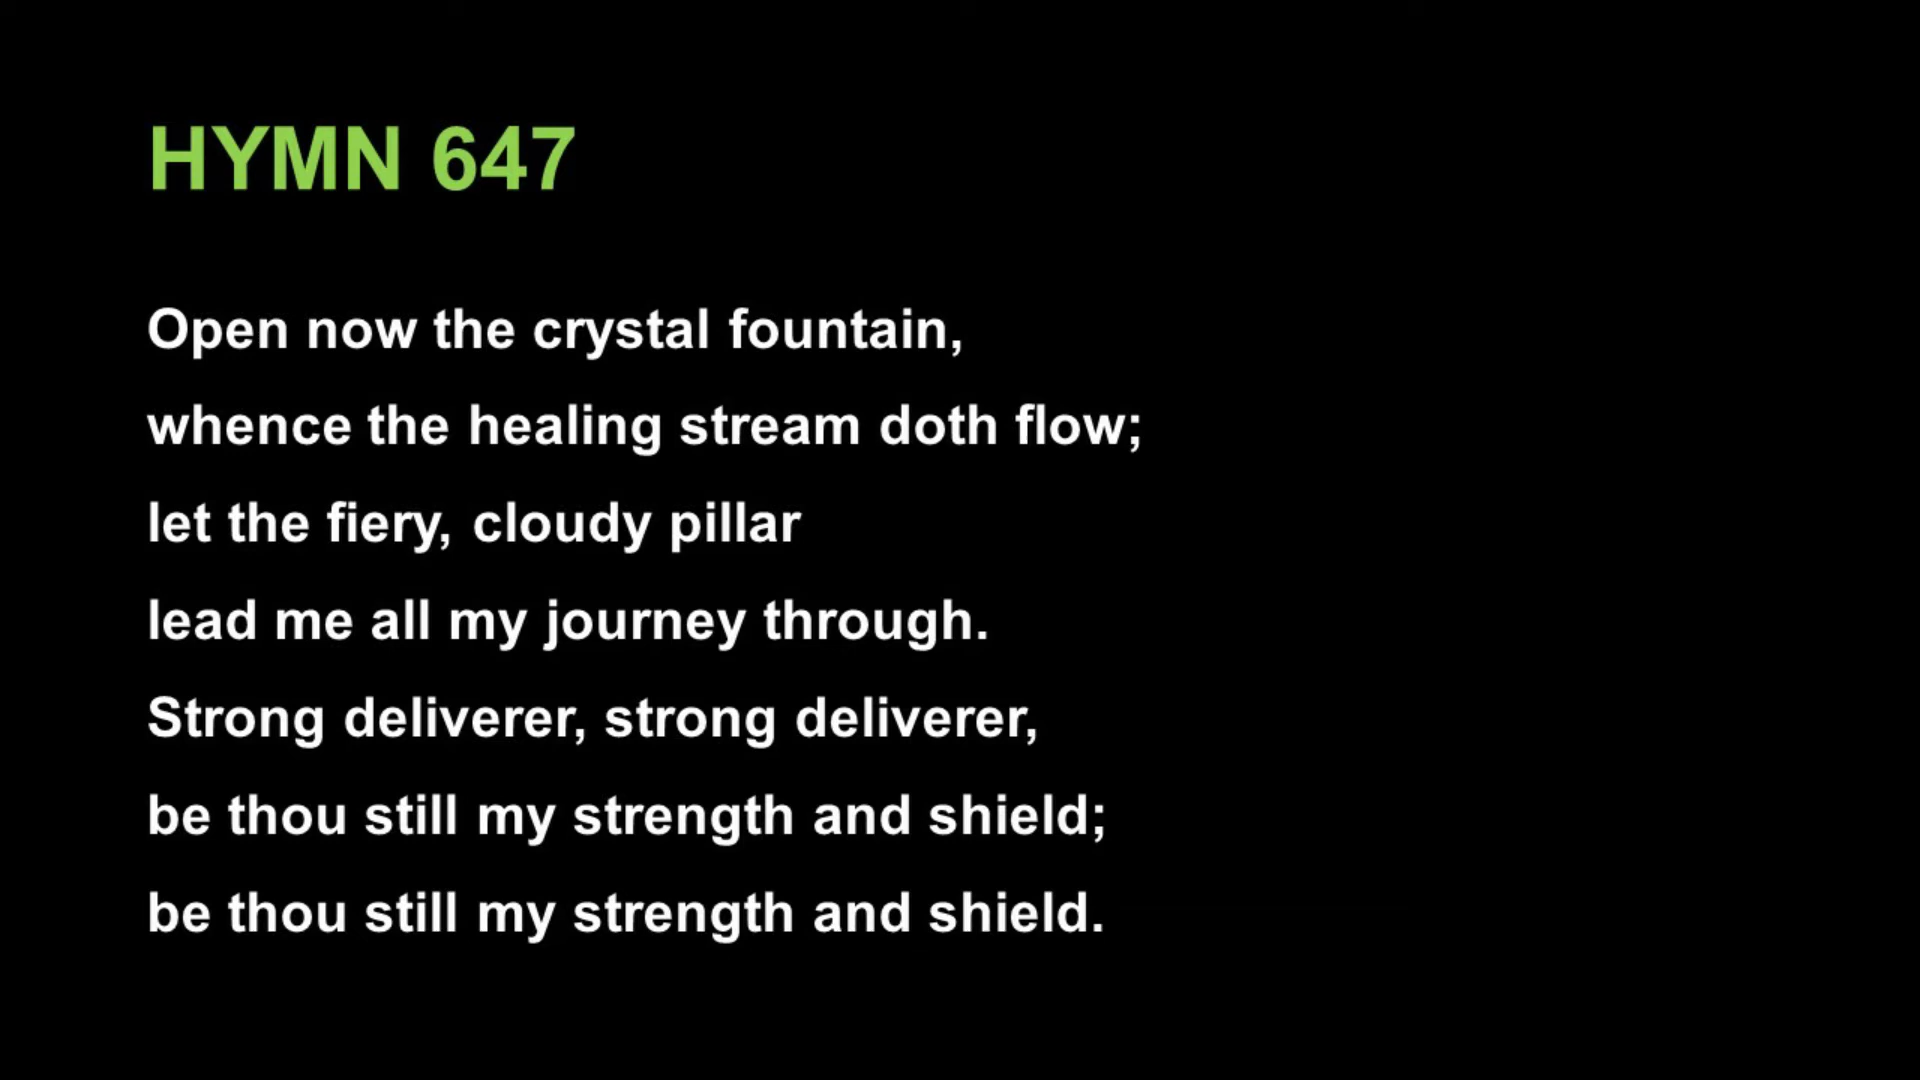 HYMN 647
Open now the crystal fountain,
whence the healing stream doth flow;
let the fiery, cloudy pillar
lead me all my journey through.
Strong deliverer, strong deliverer,
be thou still my strength and shield;
be thou still my strength and shield.